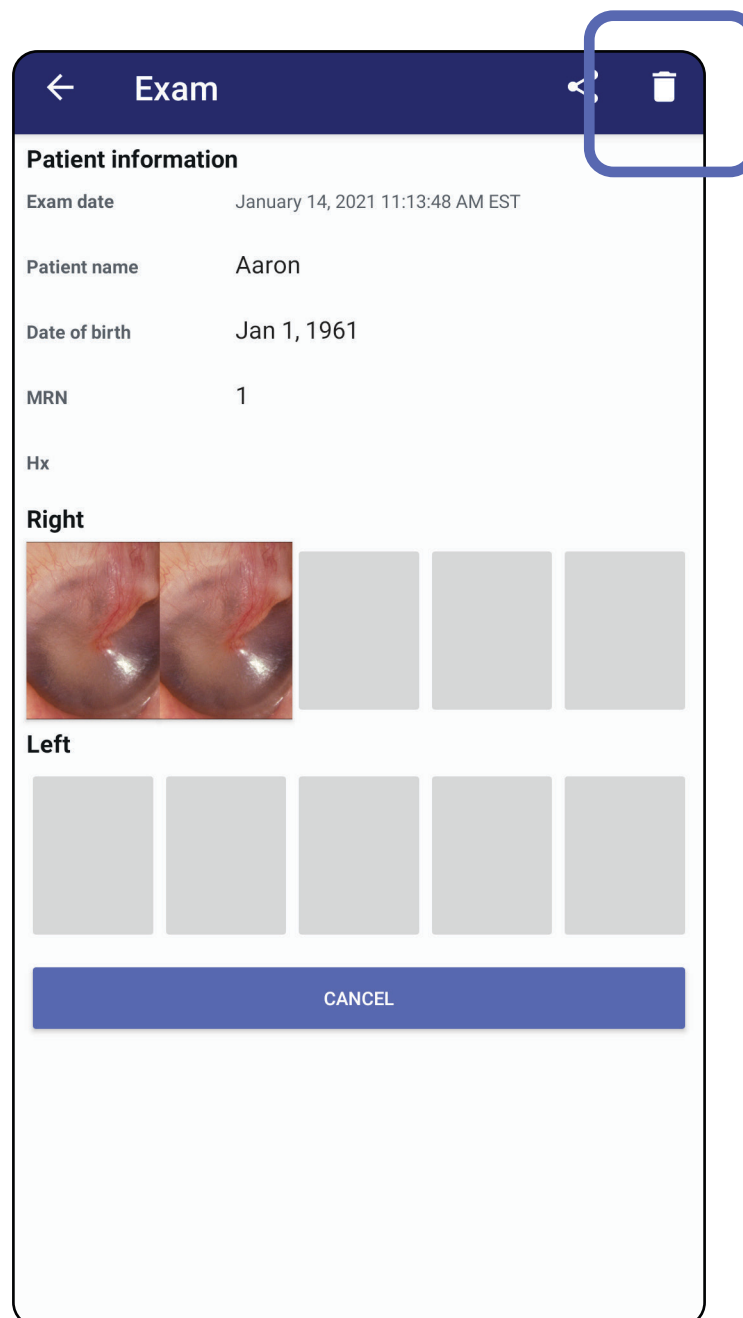 Exam
Patient information
Exam date January 14, 2021 11:13:48 AM EST
Patient name Aaron
Date of birth Jan 1, 1961
MRN 1
Hx
Right
Left
CANCEL